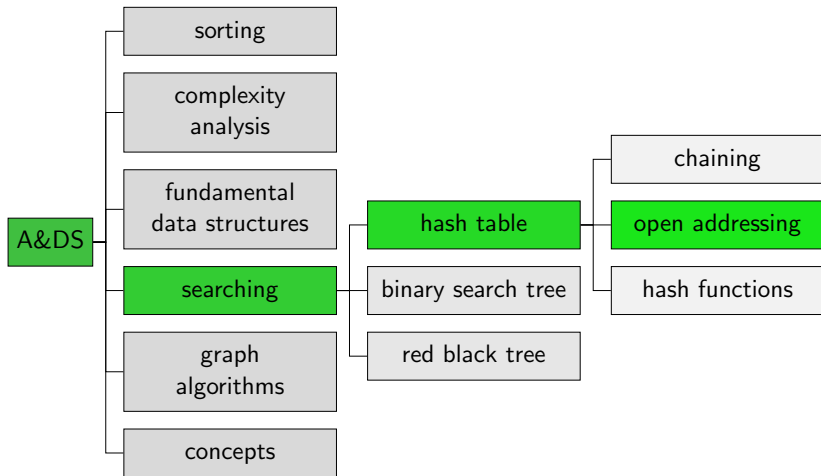 A&DS
sorting
complexity
analysis
fundamental
data structures
searching
graph
algorithms
concepts
hash table
binary search tree
red black tree
chaining
open addressing
hash functions